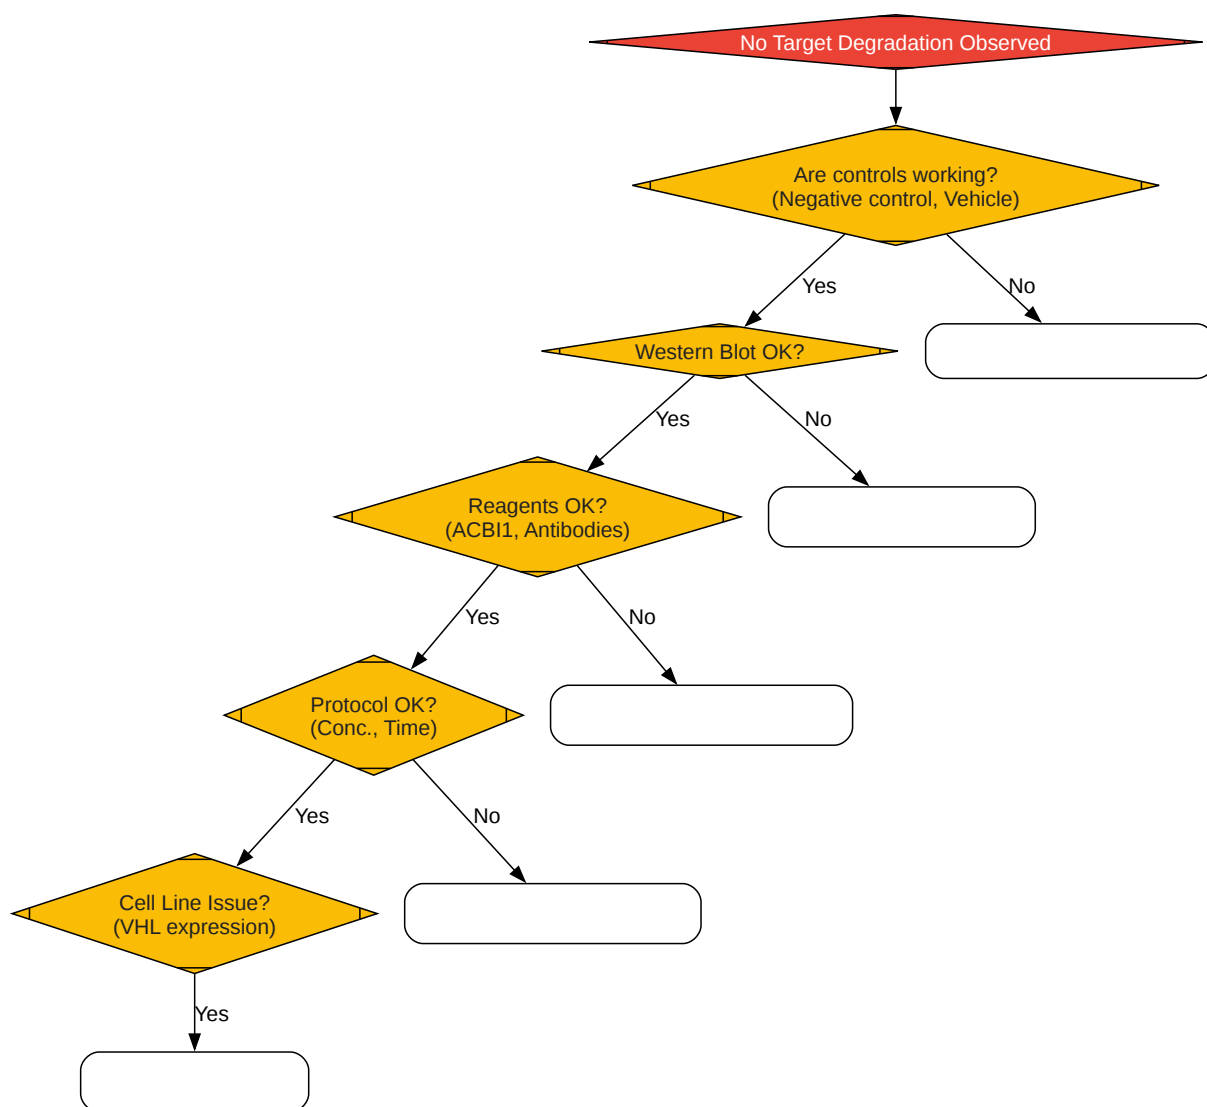 No Target Degradation Observed
Are controls working?
(Negative control, Vehicle)
Yes
No
Western Blot OK?
Yes
No
Reagents OK?
(ACBI1, Antibodies)
Yes
No
Protocol OK?
(Conc., Time)
Yes
No
Cell Line Issue?
(VHL expression)
Yes